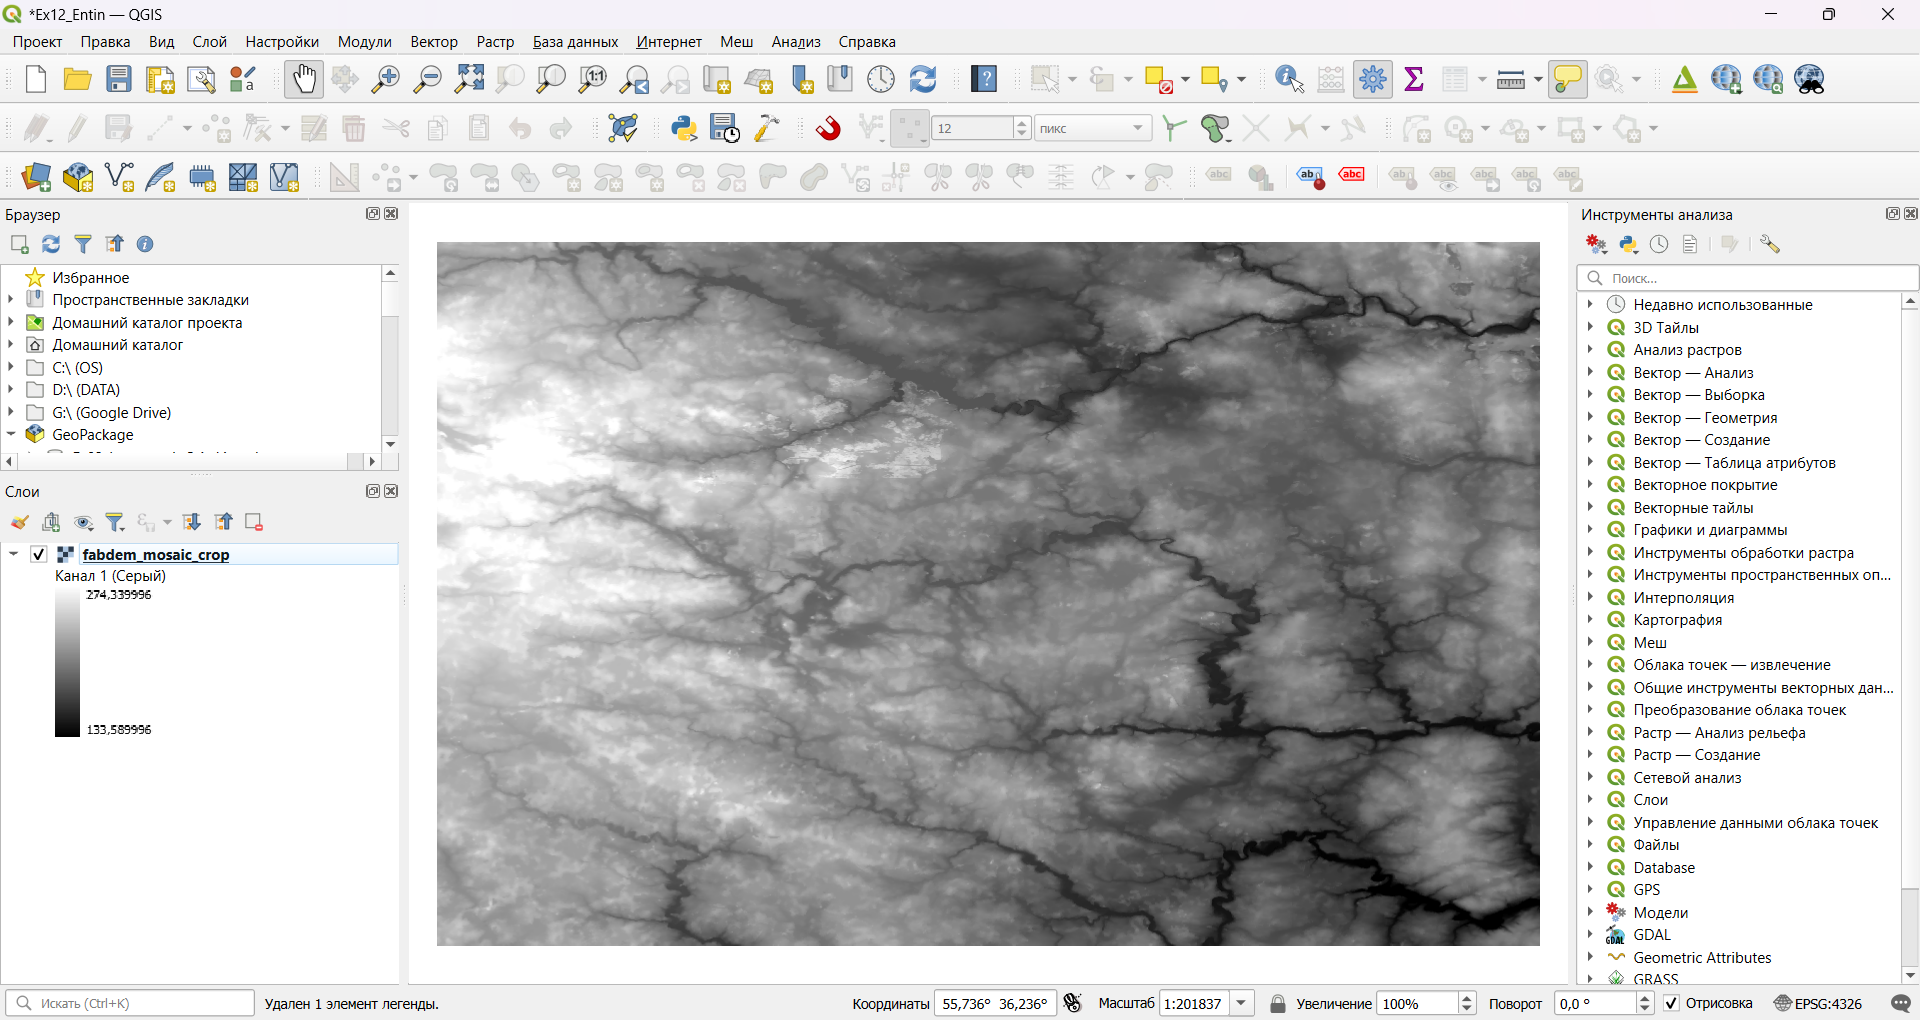 *Ex12_Entin — QGIS
Проект Правка Вид Слой Настройки Модули Вектор Растр База данных Интернет Меш Анализ Справка
12 пикс
Браузер
Избранное
Пространственные закладки
Домашний каталог проекта
Домашний каталог
C:\ (OS)
D:\ (DATA)
G:\ (Google Drive)
GeoPackage
Слои
fabdem_mosaic_crop
Канал 1 (Серый)
274,339996
133,589996
Инструменты анализа
Поиск...
Недавно использованные
3D Тайлы
Анализ растров
Вектор — Анализ
Вектор — Выборка
Вектор — Геометрия
Вектор — Создание
Вектор — Таблица атрибутов
Векторное покрытие
Векторные тайлы
Графики и диаграммы
Инструменты обработки растра
Инструменты пространственных оп...
Интерполяция
Картография
Меш
Облака точек — извлечение
Общие инструменты векторных дан...
Преобразование облака точек
Растр — Анализ рельефа
Растр — Создание
Сетевой анализ
Слои
Управление данными облака точек
Файлы
Database
GPS
Модели
GDAL
Geometric Attributes
GRASS
Искать (Ctrl+K) Удален 1 элемент легенды. Координаты 55,736° 36,236° Масштаб 1:201837 Увеличение 100% Поворот 0,0 ° Отрисовка EPSG:4326